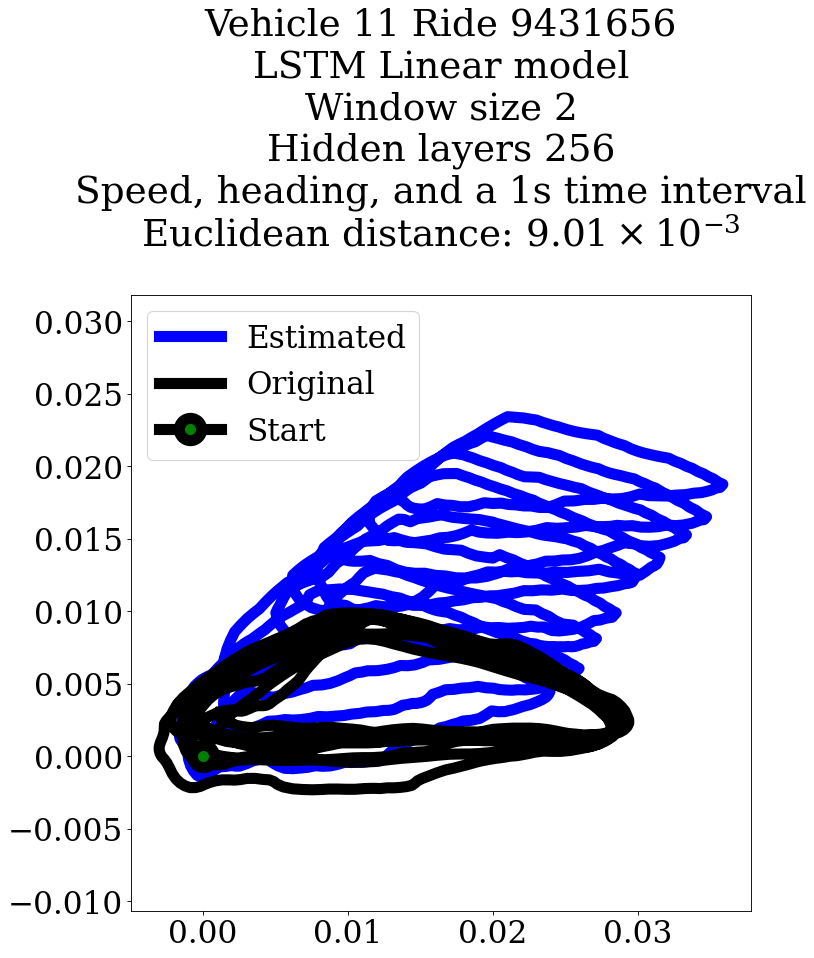 Vehicle 11 Ride 9431656
LSTM Linear model
Window size 2
Hidden layers 256
Speed, heading, and a 1s time interval
Euclidean distance: 9.01 × 10⁻³
0.030
Estimated
0.025
Original
Start
0.020
0.015
0.010
0.005
0.000
−0.005
−0.010
0.00 0.01 0.02 0.03